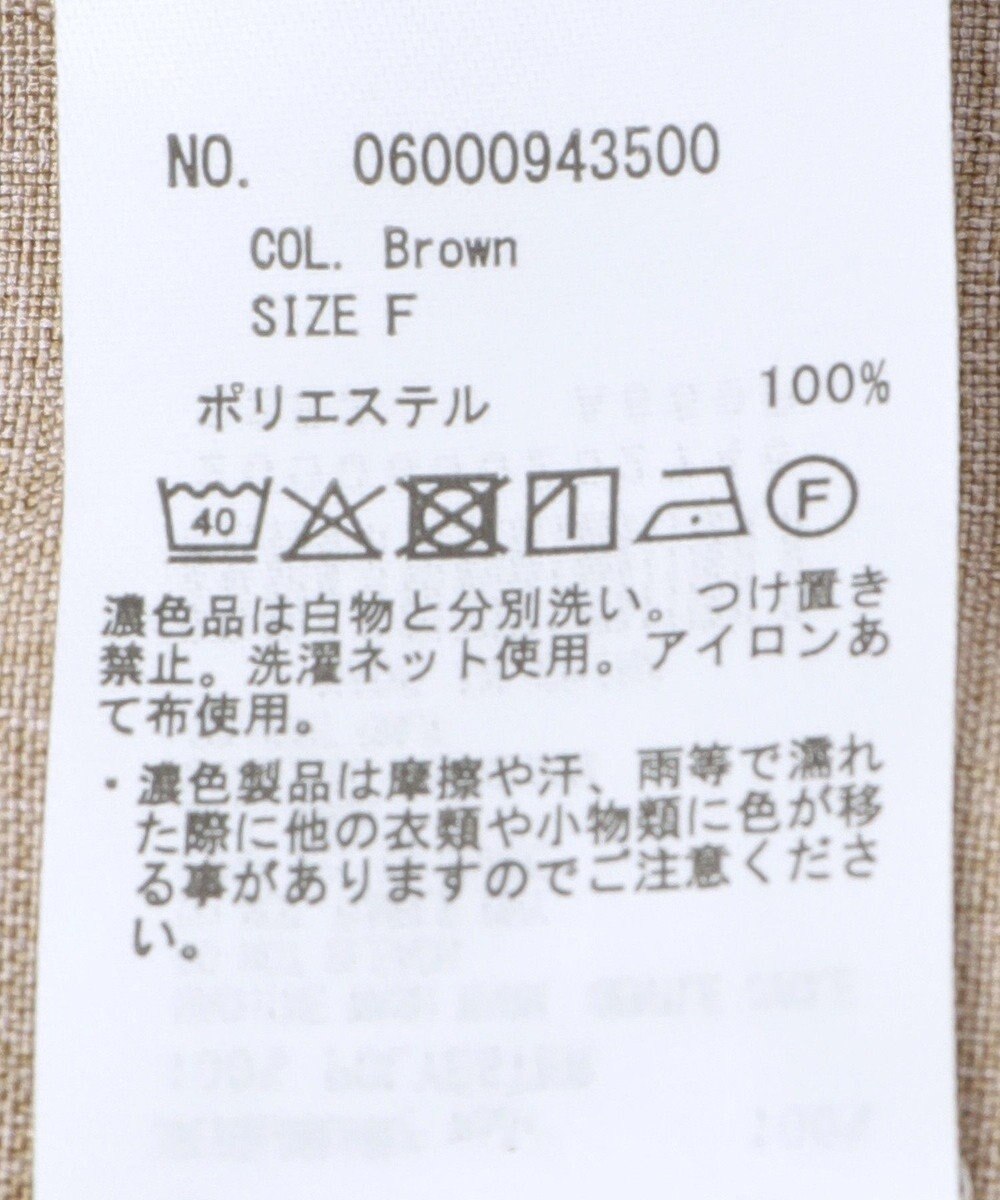 NO. 06000943500
COL. Brown
SIZE F
ポリエステル 100%
40 F
濃色品は白物と分別洗い。つけ置き
禁止。洗濯ネット使用。アイロンあ
て布使用。
・濃色製品は摩擦や汗、雨等で濡れ
た際に他の衣類や小物類に色が移
る事がありますのでご注意くださ
い。